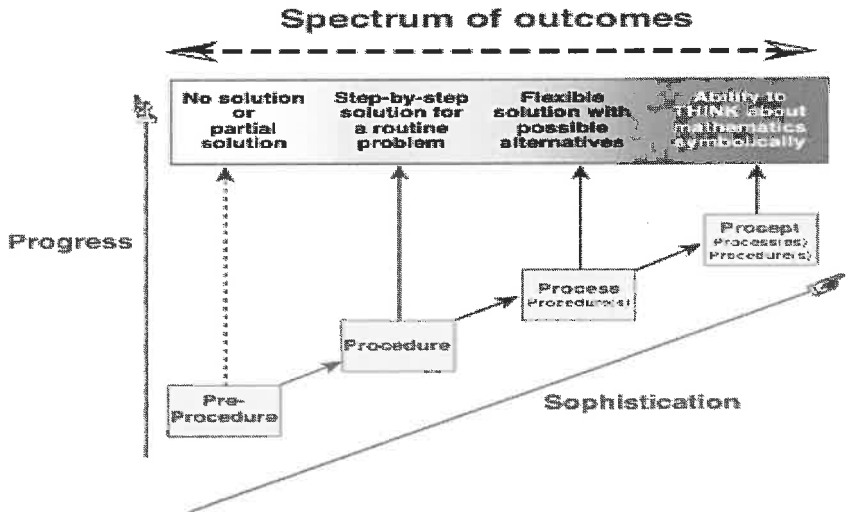 Spectrum of outcomes
No solution
or
partial
solution
Step-by-step
solution for
a routine
problem
Flexible
solution with
possible
alternatives
Ability to
THINK about
mathematics
symbolically
Progress
Procept
Process(es)
Procedure(s)
Process
Procedure(s)
Procedure
Pre-
Procedure
Sophistication